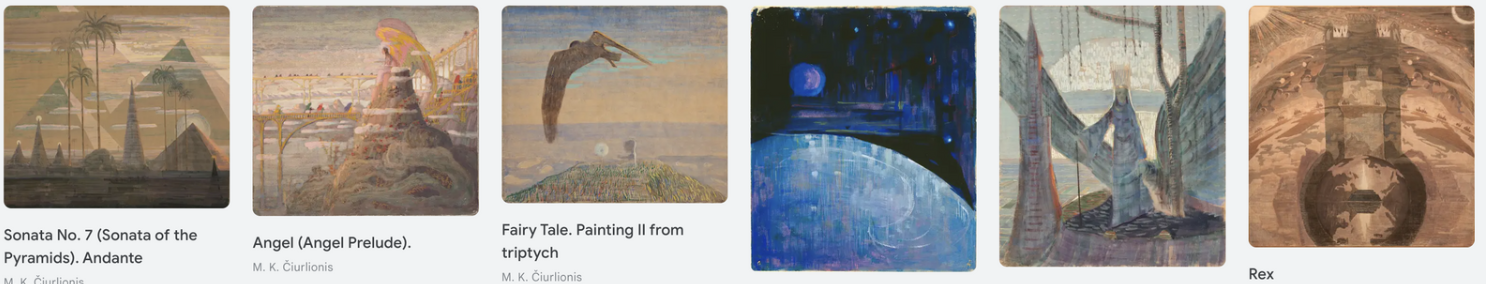 Sonata No. 7 (Sonata of the
Pyramids). Andante
M. K. Čiurlionis
Angel (Angel Prelude).
M. K. Čiurlionis
Fairy Tale. Painting II from
triptych
M. K. Čiurlionis
Rex